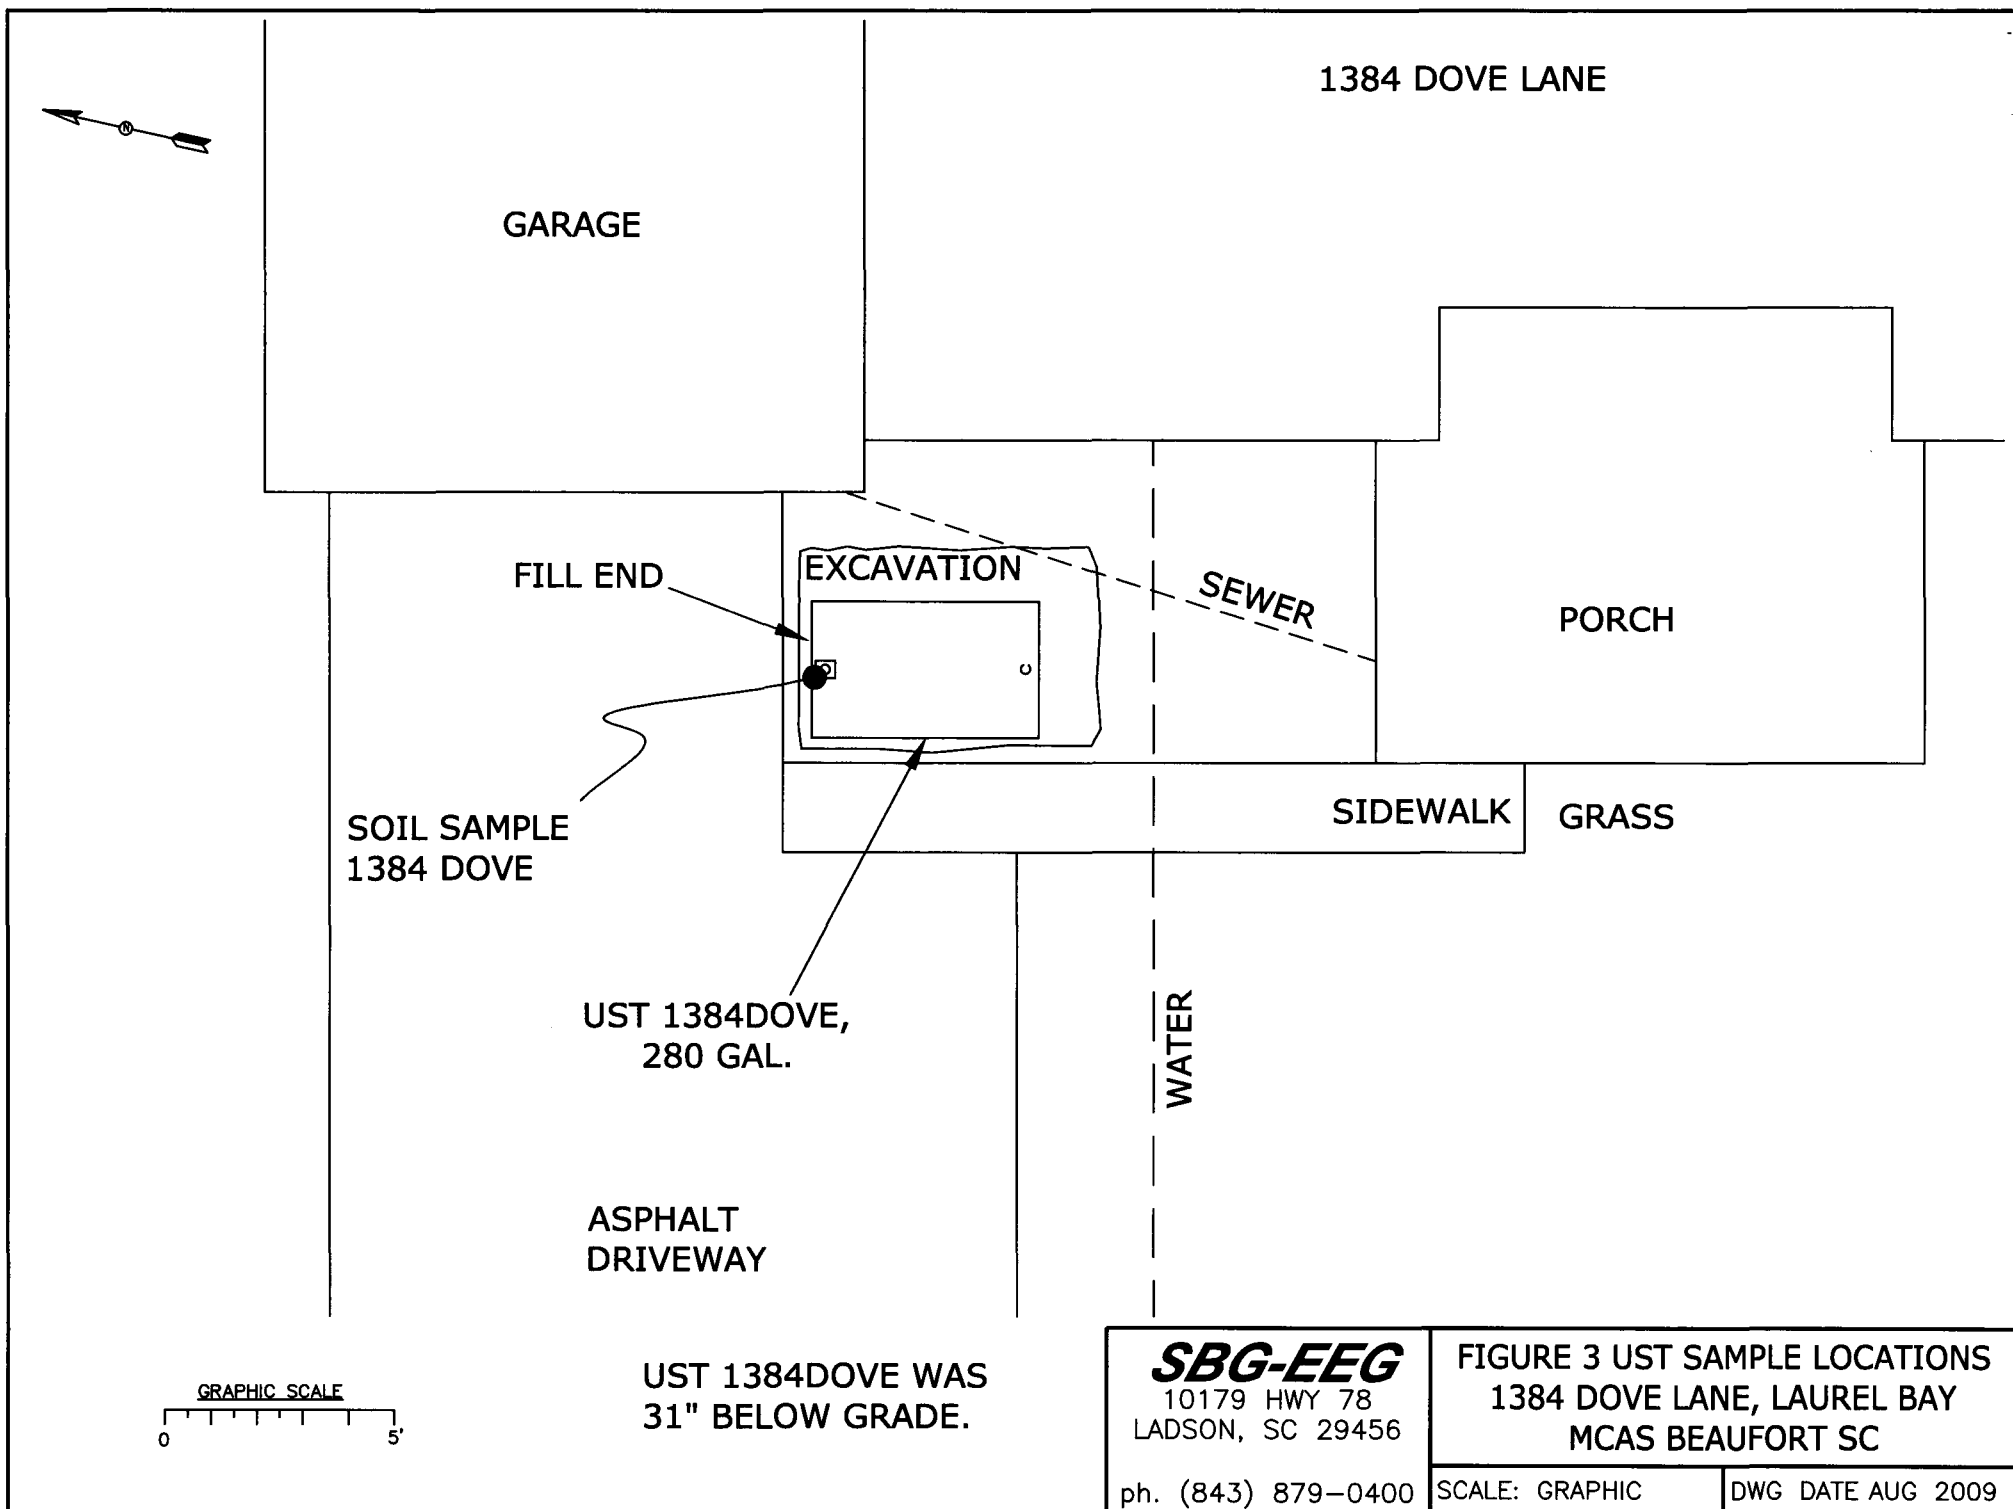 1384 DOVE LANE
N
GARAGE
FILL END
EXCAVATION
SEWER
PORCH
C
SOIL SAMPLE
1384 DOVE
SIDEWALK
GRASS
UST 1384DOVE,
280 GAL.
WATER
ASPHALT
DRIVEWAY
UST 1384DOVE WAS
31" BELOW GRADE.
GRAPHIC SCALE
0 5'
SBG-EEG
10179 HWY 78
LADSON, SC 29456
ph. (843) 879-0400
FIGURE 3 UST SAMPLE LOCATIONS
1384 DOVE LANE, LAUREL BAY
MCAS BEAUFORT SC
SCALE: GRAPHIC
DWG DATE AUG 2009